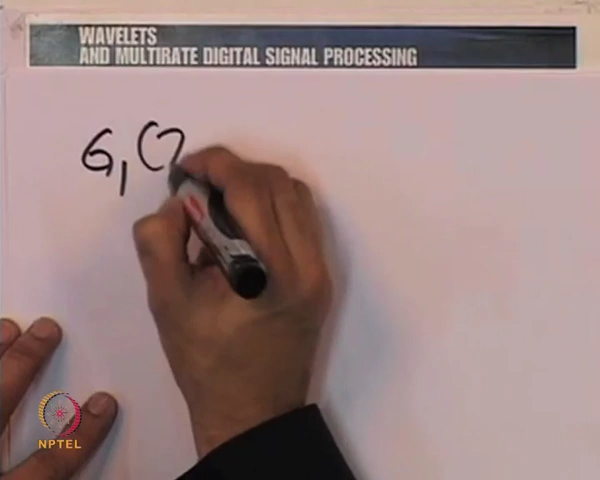 WAVELETS
AND MULTIRATE DIGITAL SIGNAL PROCESSING
G₁(Z
NPTEL